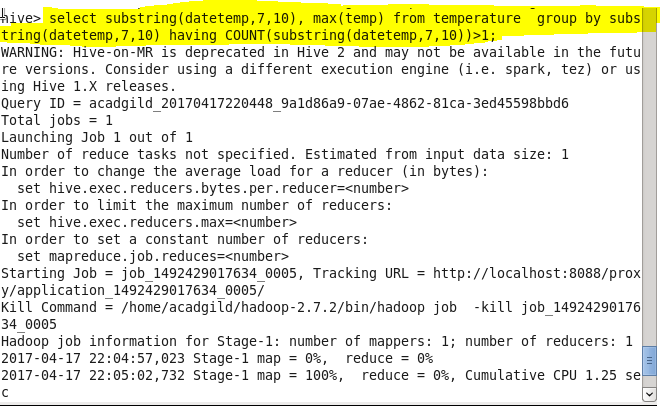 hive> select substring(datetemp,7,10), max(temp) from temperature  group by subs
tring(datetemp,7,10) having COUNT(substring(datetemp,7,10))>1;
WARNING: Hive-on-MR is deprecated in Hive 2 and may not be available in the futu
re versions. Consider using a different execution engine (i.e. spark, tez) or us
ing Hive 1.X releases.
Query ID = acadgild_20170417220448_9a1d86a9-07ae-4862-81ca-3ed45598bbd6
Total jobs = 1
Launching Job 1 out of 1
Number of reduce tasks not specified. Estimated from input data size: 1
In order to change the average load for a reducer (in bytes):
  set hive.exec.reducers.bytes.per.reducer=<number>
In order to limit the maximum number of reducers:
  set hive.exec.reducers.max=<number>
In order to set a constant number of reducers:
  set mapreduce.job.reduces=<number>
Starting Job = job_1492429017634_0005, Tracking URL = http://localhost:8088/prox
y/application_1492429017634_0005/
Kill Command = /home/acadgild/hadoop-2.7.2/bin/hadoop job  -kill job_14924290176
34_0005
Hadoop job information for Stage-1: number of mappers: 1; number of reducers: 1
2017-04-17 22:04:57,023 Stage-1 map = 0%,  reduce = 0%
2017-04-17 22:05:02,732 Stage-1 map = 100%,  reduce = 0%, Cumulative CPU 1.25 se
c